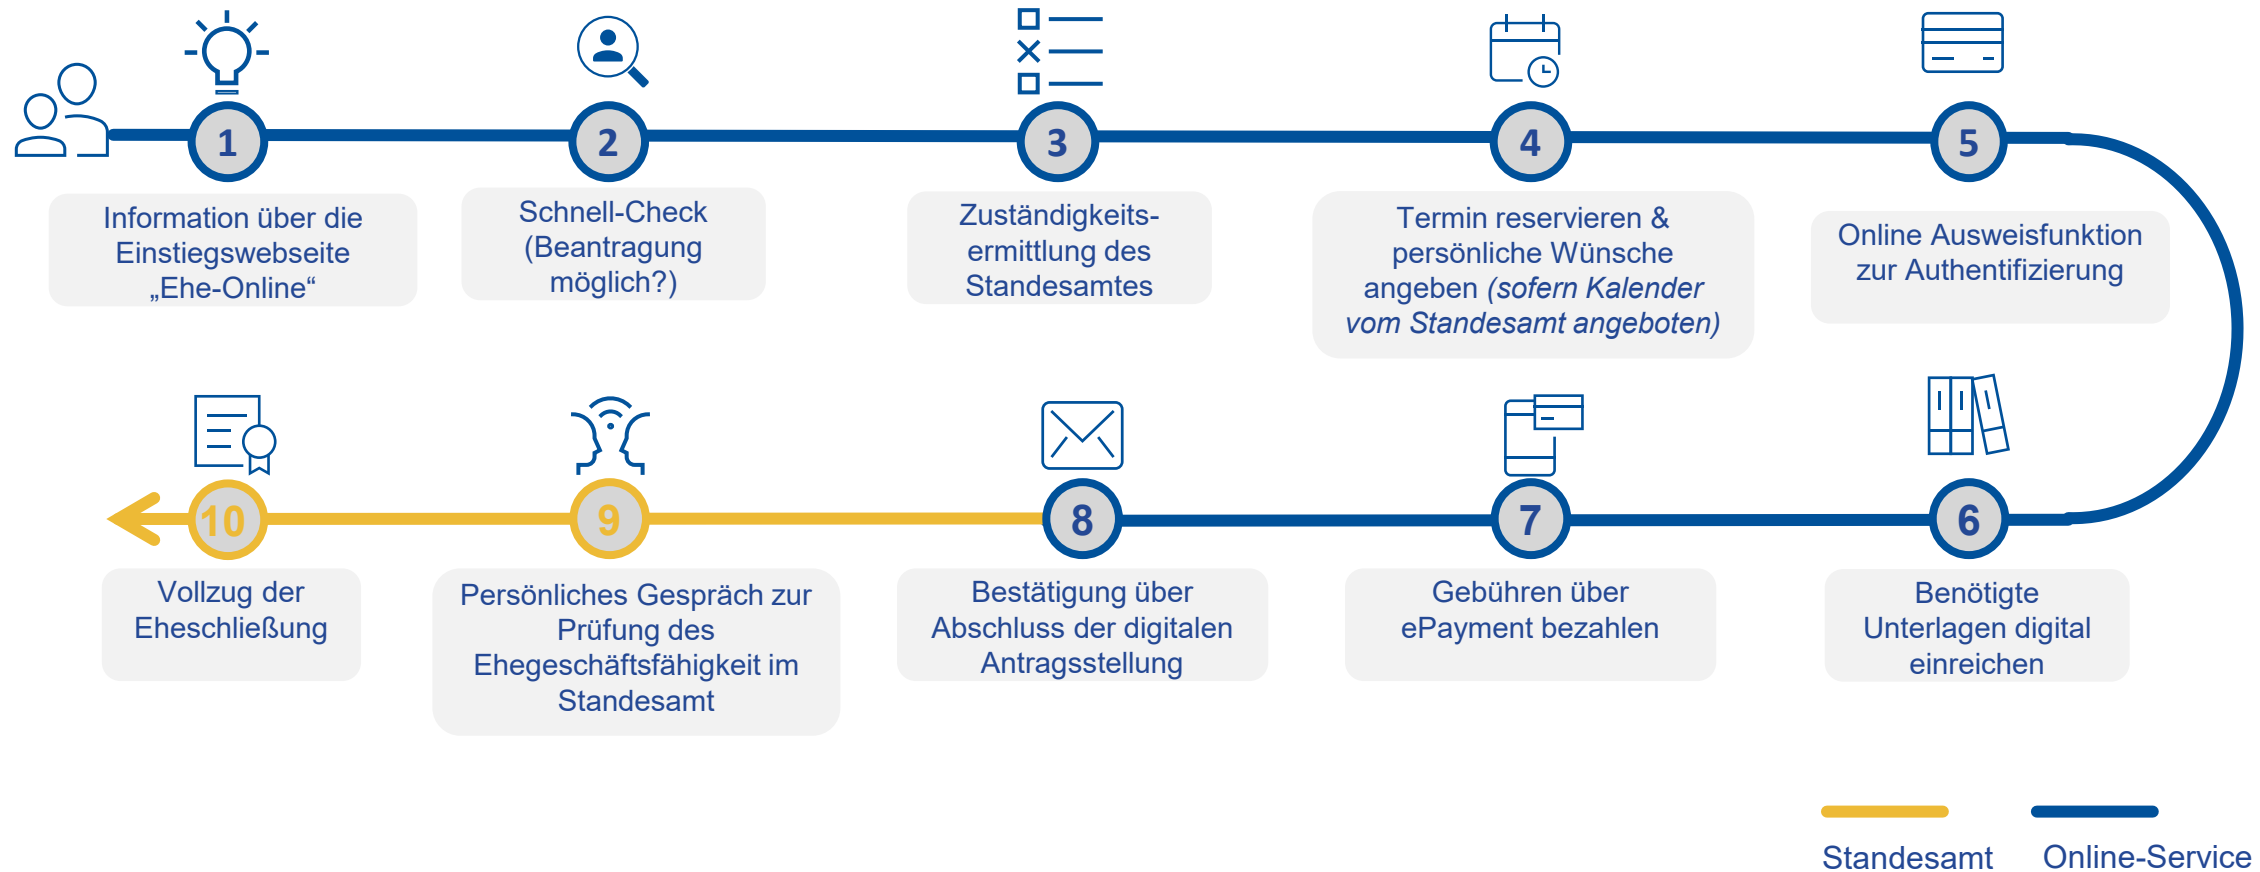 1
Information über die
Einstiegswebseite
„Ehe-Online“
2
Schnell-Check
(Beantragung
möglich?)
3
Zuständigkeits-
ermittlung des
Standesamtes
4
Termin reservieren &
persönliche Wünsche
angeben (sofern Kalender
vom Standesamt angeboten)
5
Online Ausweisfunktion
zur Authentifizierung
6
Benötigte
Unterlagen digital
einreichen
7
Gebühren über
ePayment bezahlen
8
Bestätigung über
Abschluss der digitalen
Antragsstellung
9
Persönliches Gespräch zur
Prüfung des
Ehegeschäftsfähigkeit im
Standesamt
10
Vollzug der
Eheschließung
Standesamt
Online-Service